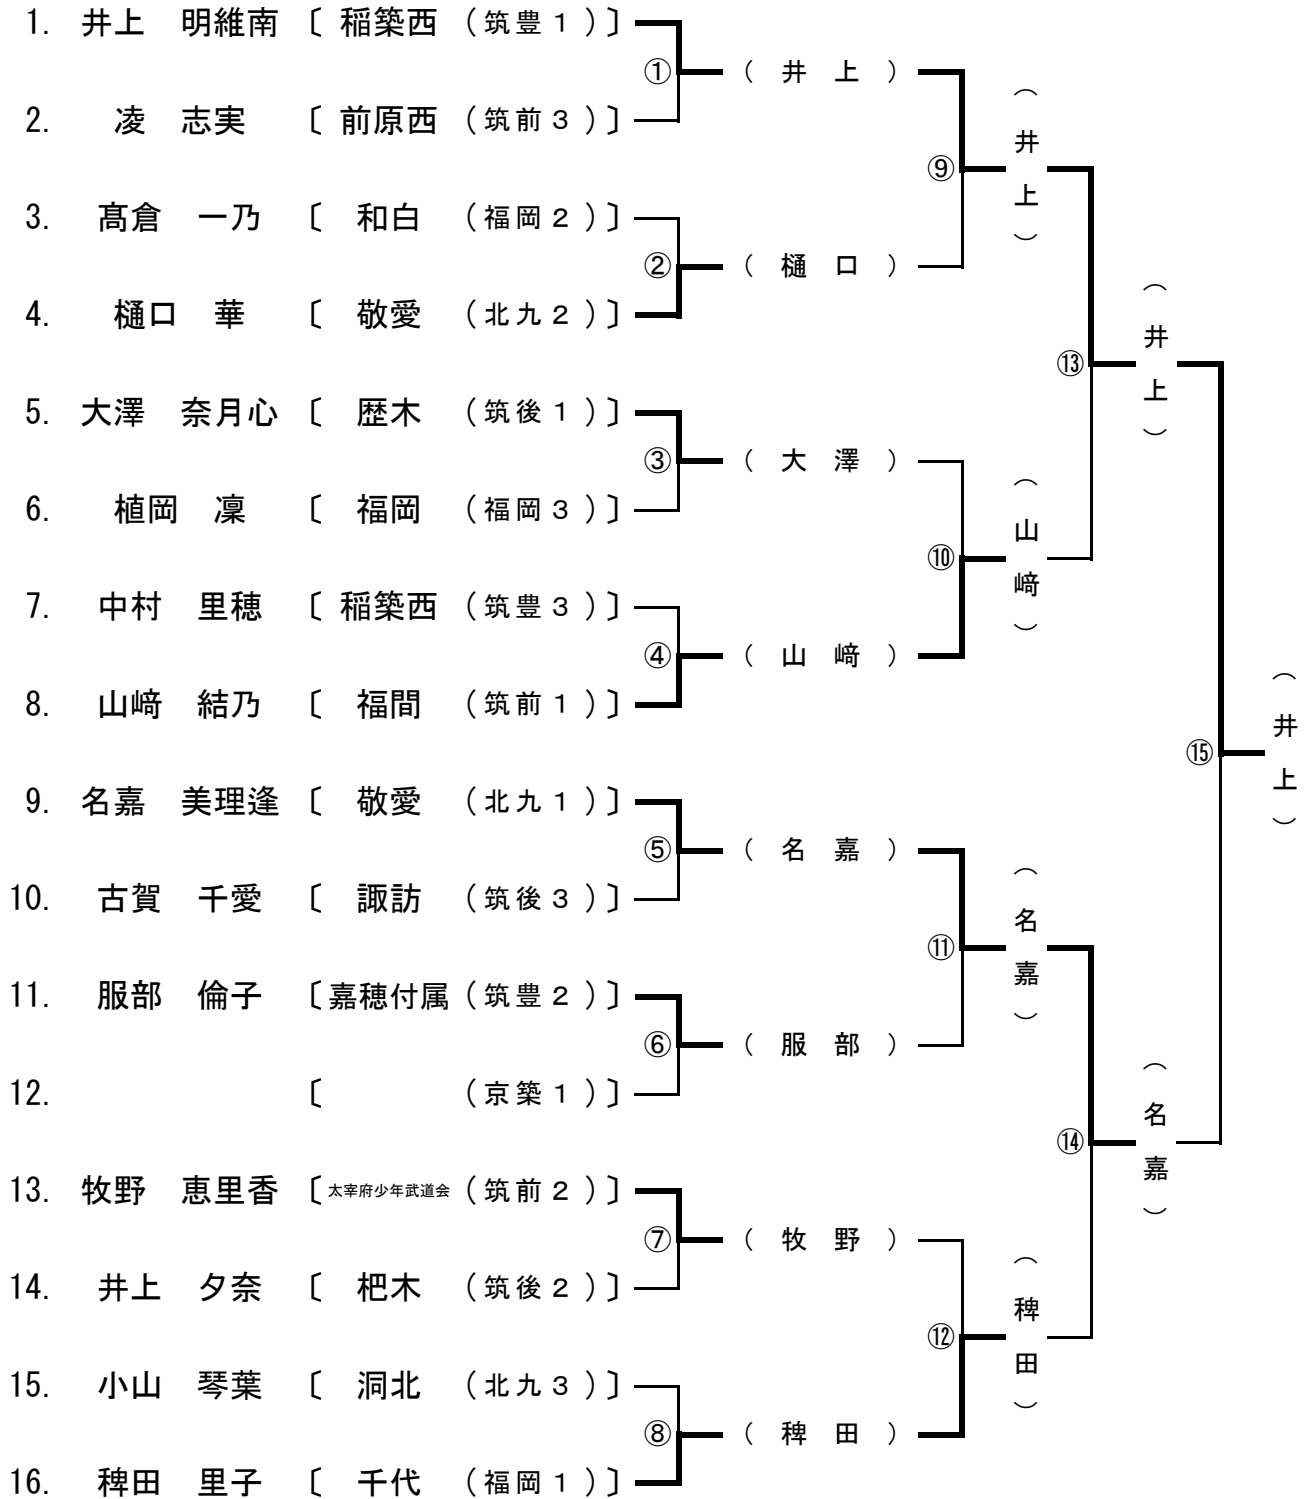 1. 井上 明維南 〔 稲築西 (筑豊1)〕
① ( 井 上 )
2. 凌 志実 〔 前原西 (筑前3)〕
⑨ (井上)
3. 髙倉 一乃 〔 和白 (福岡2)〕
② ( 樋 口 )
4. 樋口 華 〔 敬愛 (北九2)〕
⑬ (井上)
5. 大澤 奈月心 〔 歴木 (筑後1)〕
③ ( 大 澤 )
6. 植岡 凜 〔 福岡 (福岡3)〕
⑩ (山﨑)
7. 中村 里穂 〔 稲築西 (筑豊3)〕
④ ( 山 﨑 )
8. 山﨑 結乃 〔 福間 (筑前1)〕
⑮ (井上)
9. 名嘉 美理逢 〔 敬愛 (北九1)〕
⑤ ( 名 嘉 )
10. 古賀 千愛 〔 諏訪 (筑後3)〕
⑪ (名嘉)
11. 服部 倫子 〔嘉穂付属 (筑豊2)〕
⑥ ( 服 部 )
12. 〔 (京築1)〕
⑭ (名嘉)
13. 牧野 恵里香 〔太宰府少年武道会 (筑前2)〕
⑦ ( 牧 野 )
14. 井上 夕奈 〔 杷木 (筑後2)〕
⑫ (稗田)
15. 小山 琴葉 〔 洞北 (北九3)〕
⑧ ( 稗 田 )
16. 稗田 里子 〔 千代 (福岡1)〕